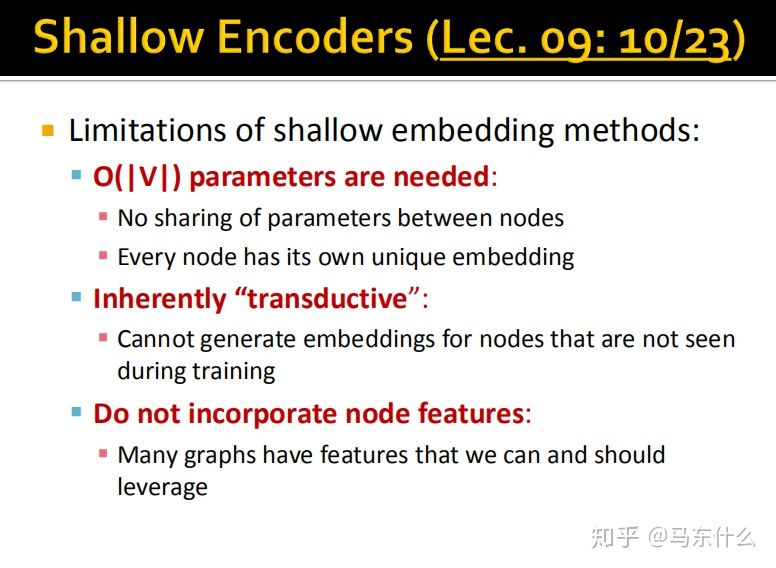 Shallow Encoders (Lec. 09: 10/23)
Limitations of shallow embedding methods:
O(|V|) parameters are needed:
No sharing of parameters between nodes
Every node has its own unique embedding
Inherently “transductive”:
Cannot generate embeddings for nodes that are not seen
during training
Do not incorporate node features:
Many graphs have features that we can and should
leverage
知乎 @马东什么